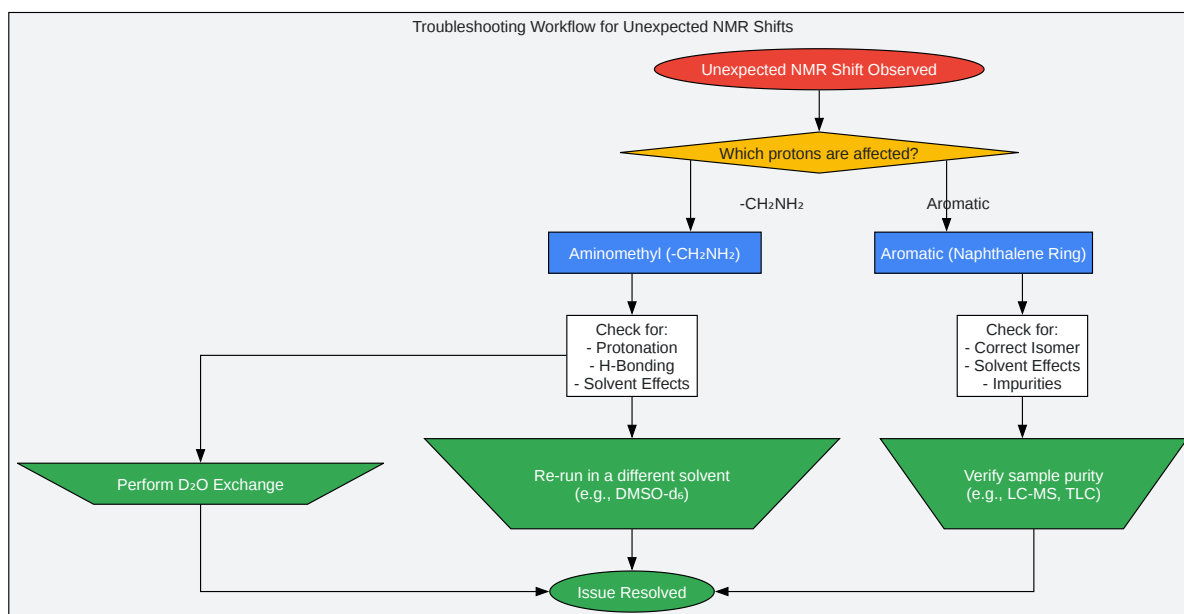 Troubleshooting Workflow for Unexpected NMR Shifts
Unexpected NMR Shift Observed
Which protons are affected?
-CH₂NH₂
Aromatic
Aminomethyl (-CH₂NH₂)
Aromatic (Naphthalene Ring)
Check for:
- Protonation
- H-Bonding
- Solvent Effects
Check for:
- Correct Isomer
- Solvent Effects
- Impurities
Perform D₂O Exchange
Re-run in a different solvent
(e.g., DMSO-d₆)
Verify sample purity
(e.g., LC-MS, TLC)
Issue Resolved